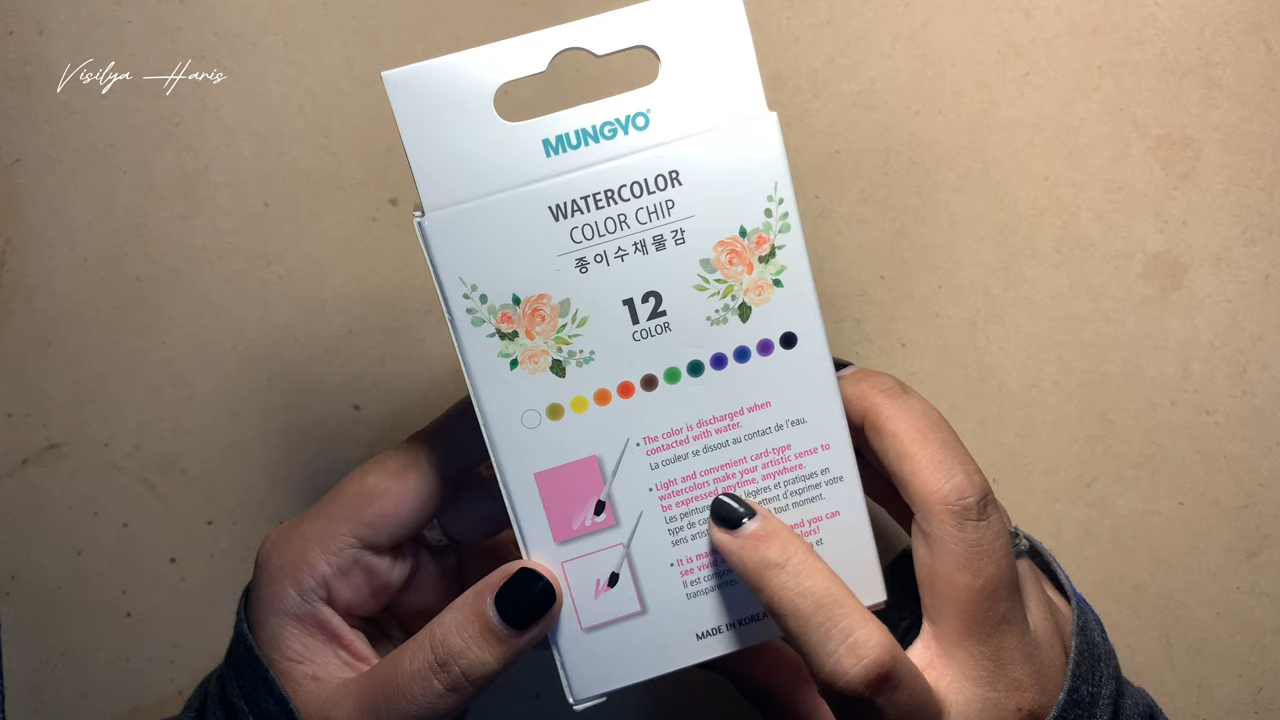 Visilya Haris
MUNGYO
WATERCOLOR
COLOR CHIP
종이수채물감
12
COLOR
• The color is discharged when
contacted with water.
La couleur se dissout au contact de l'eau.
• Light and convenient card-type
watercolors make your artistic sense to
be expressed anytime, anywhere.
Les peinture légères et pratiques en
type de car ettent d'exprimer votre
sens artis tout moment.
• It is ma and you can
see vivid olors!
Il est compo et
transparente
MADE IN KOREA